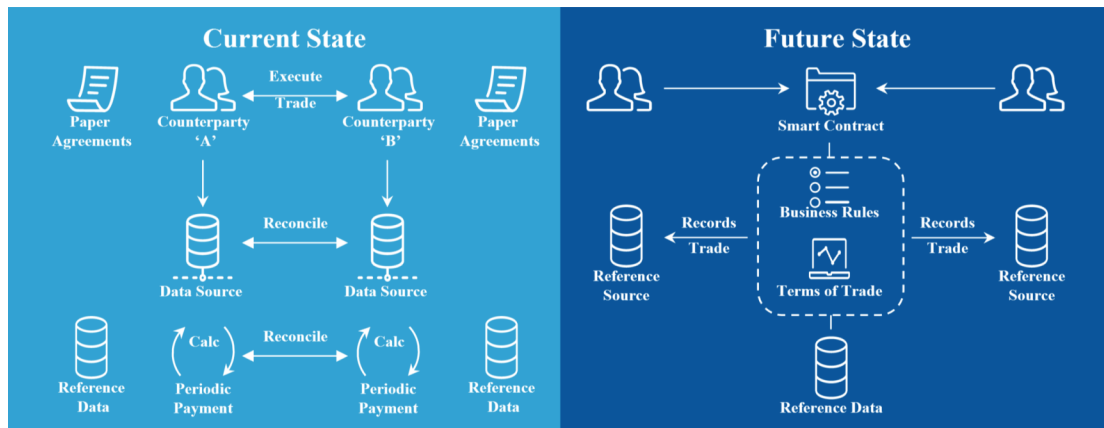 Current State
Execute
Trade
Paper
Agreements
Counterparty
‘A’
Counterparty
‘B’
Paper
Agreements
Reconcile
Data Source
Data Source
Calc
Reconcile
Calc
Reference
Data
Periodic
Payment
Periodic
Payment
Reference
Data
Future State
Smart Contract
Business Rules
Records
Trade
Records
Trade
Reference
Source
Terms of Trade
Reference
Source
Reference Data